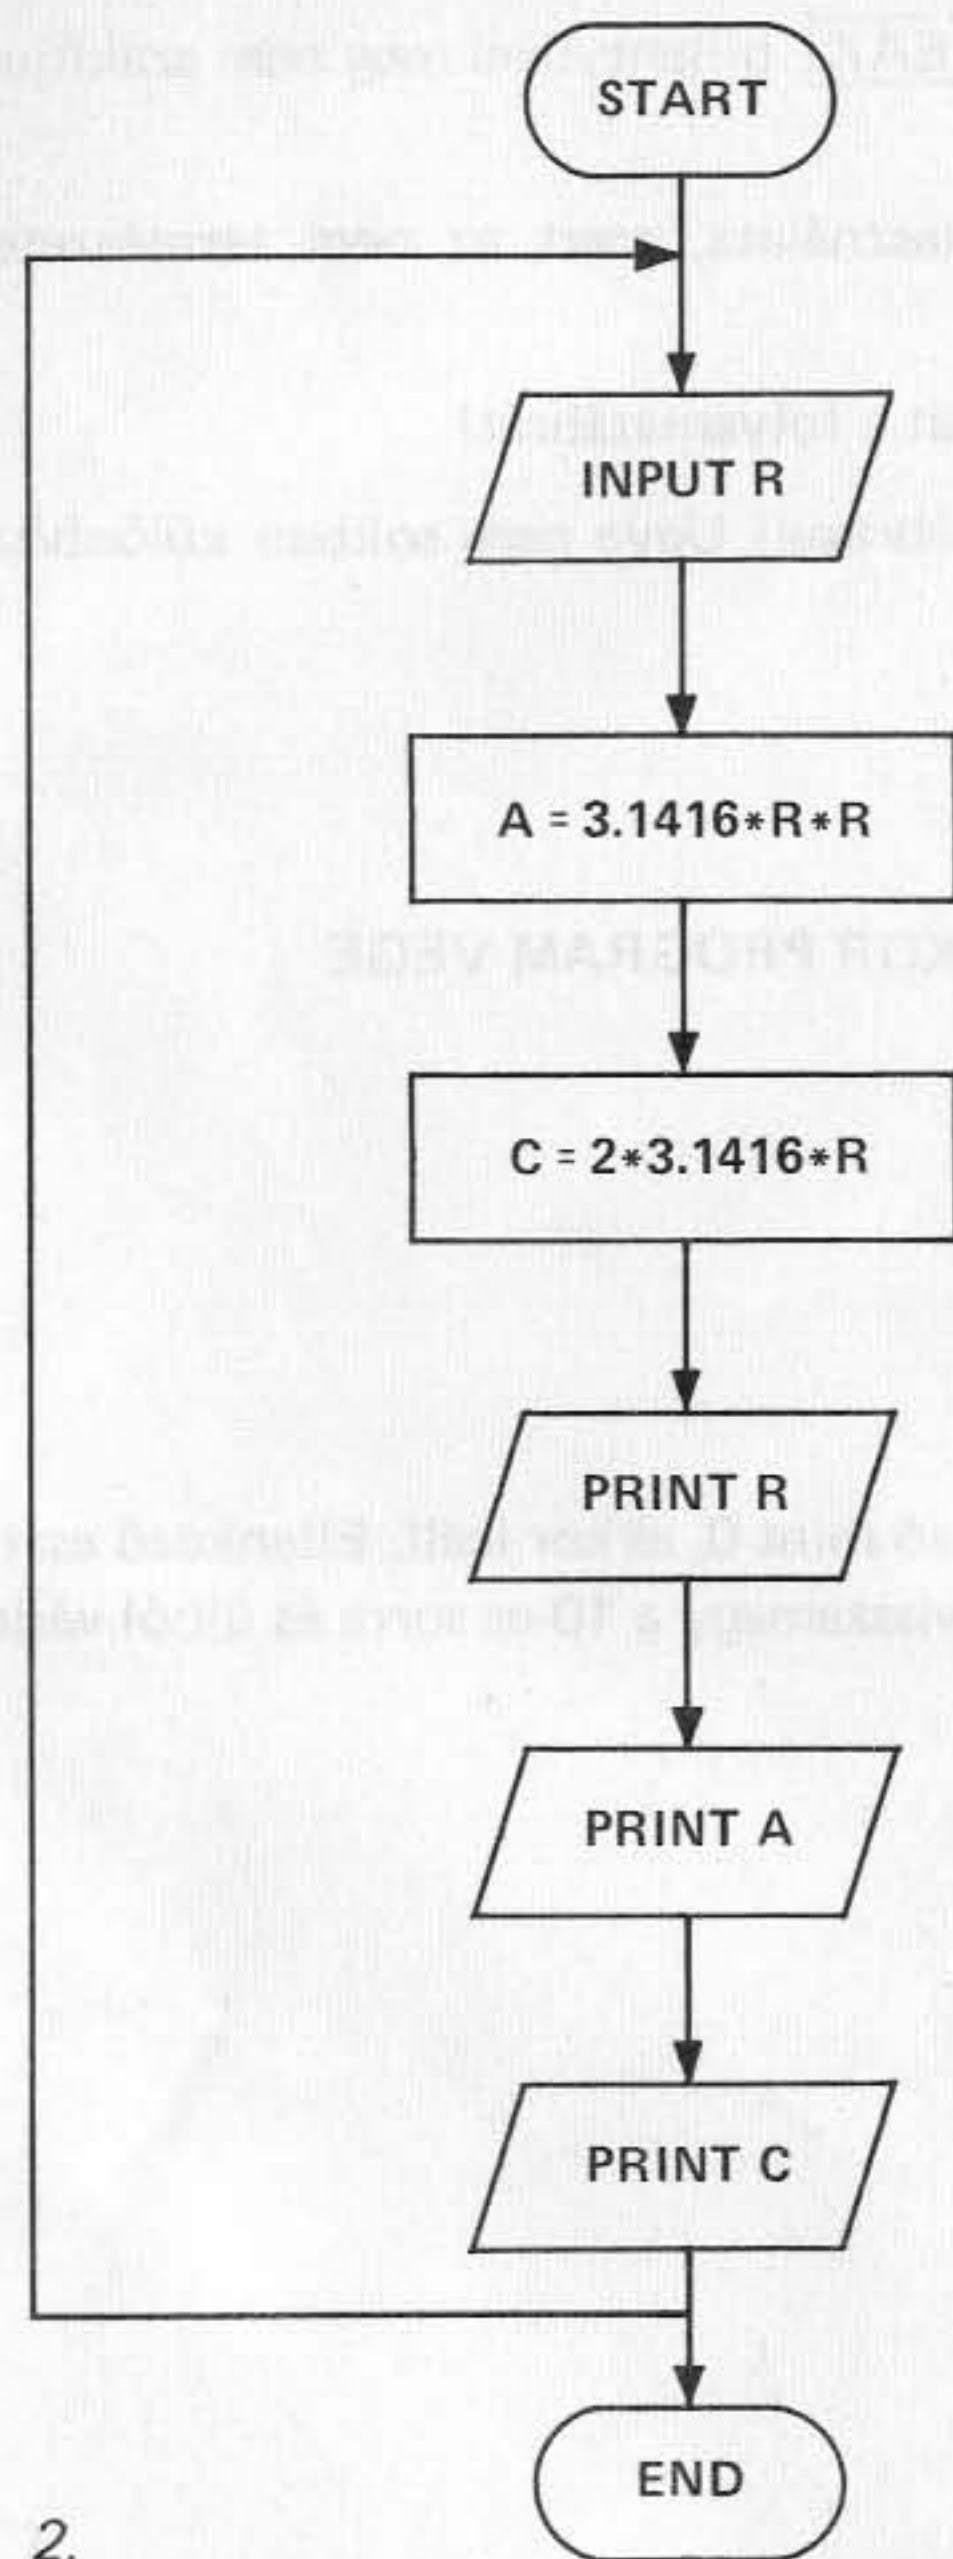 START
INPUT R
A = 3.1416*R*R
C = 2*3.1416*R
PRINT R
PRINT A
PRINT C
END
2.